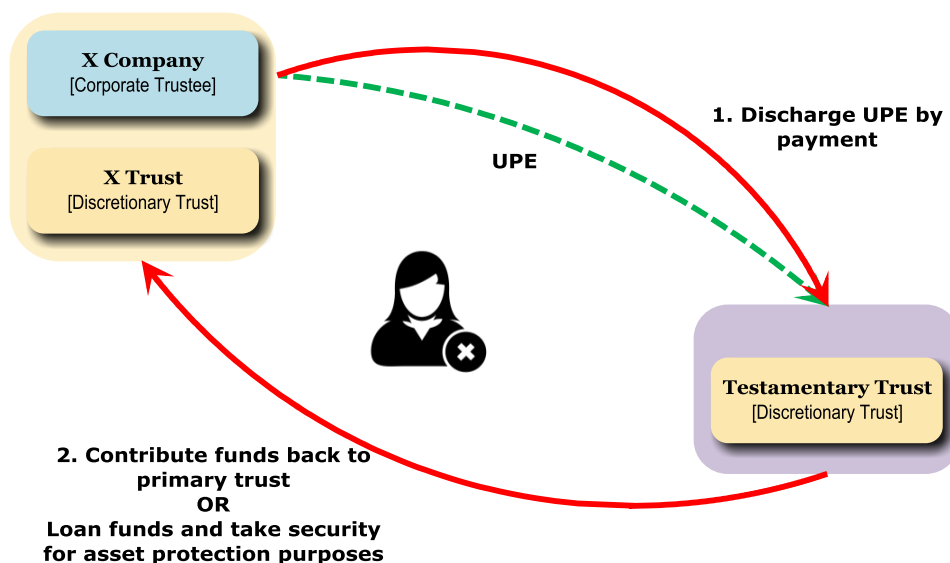 X Company
[Corporate Trustee]
X Trust
[Discretionary Trust]
1. Discharge UPE by
payment
UPE
Testamentary Trust
[Discretionary Trust]
2. Contribute funds back to
primary trust
OR
Loan funds and take security
for asset protection purposes